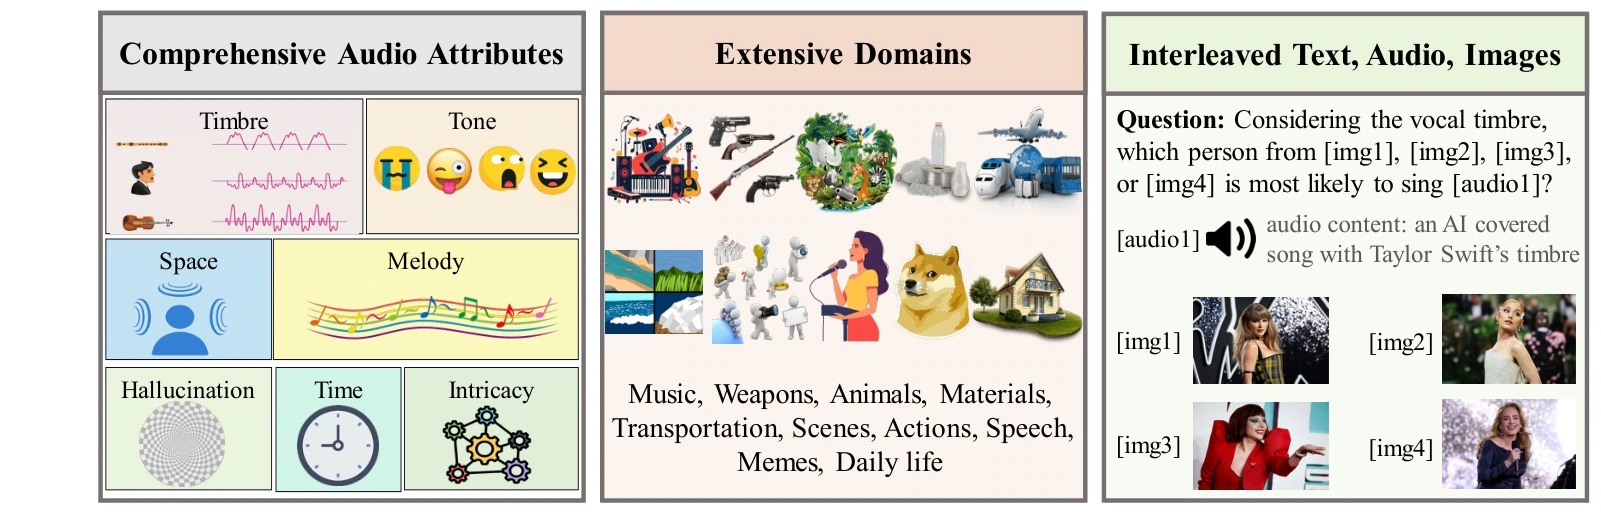 Comprehensive Audio Attributes
Timbre
Tone
Space
Melody
Hallucination
Time
Intricacy
Extensive Domains
Music, Weapons, Animals, Materials,
Transportation, Scenes, Actions, Speech,
Memes, Daily life
Interleaved Text, Audio, Images
Question: Considering the vocal timbre,
which person from [img1], [img2], [img3],
or [img4] is most likely to sing [audio1]?
[audio1]
audio content: an AI covered
song with Taylor Swift’s timbre
[img1]
[img2]
[img3]
[img4]